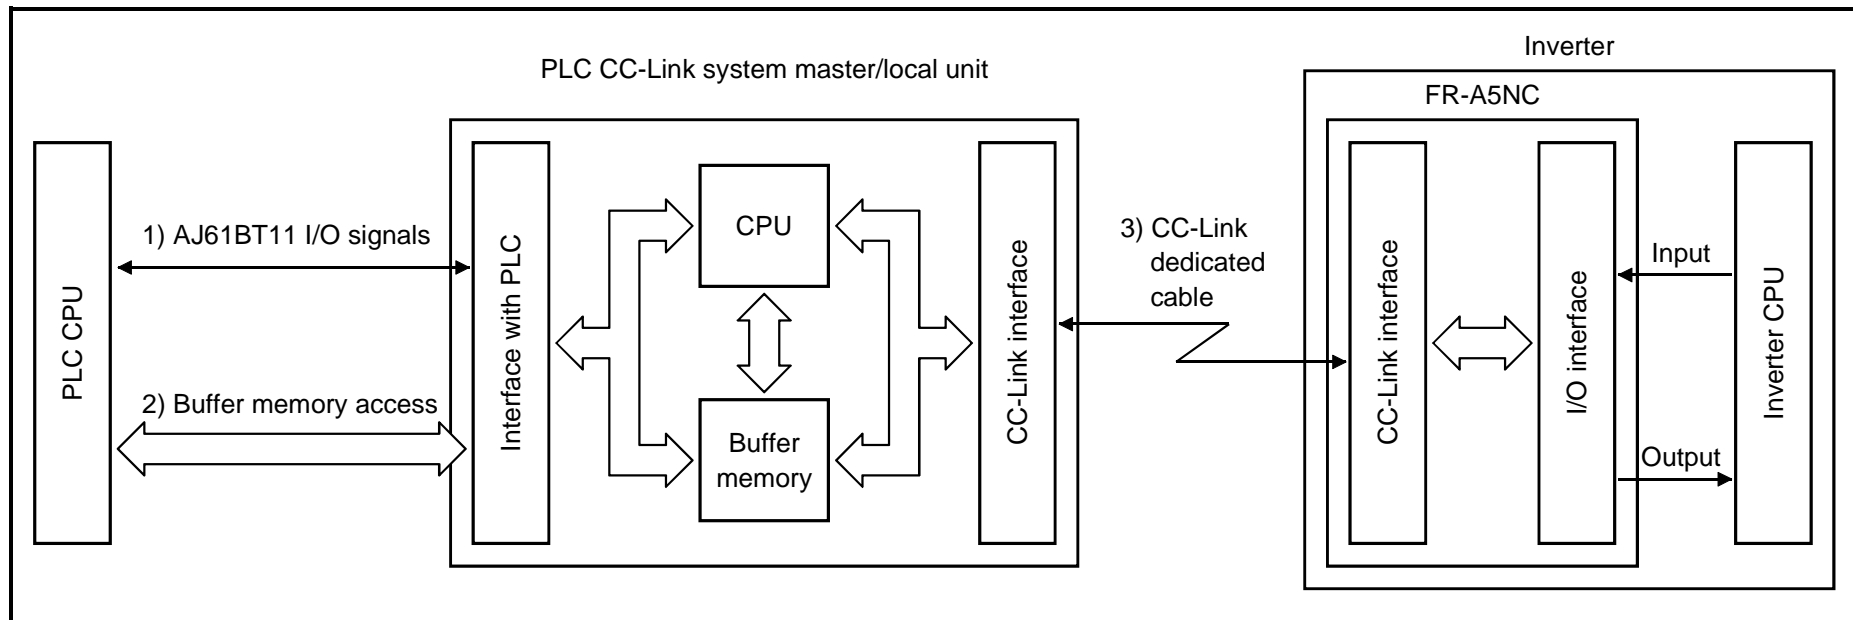 Inverter
PLC CC-Link system master/local unit
FR-A5NC
PLC CPU
1) AJ61BT11 I/O signals
2) Buffer memory access
Interface with PLC
CPU
Buffer
memory
CC-Link interface
3) CC-Link
dedicated
cable
CC-Link interface
I/O interface
Input
Output
Inverter CPU